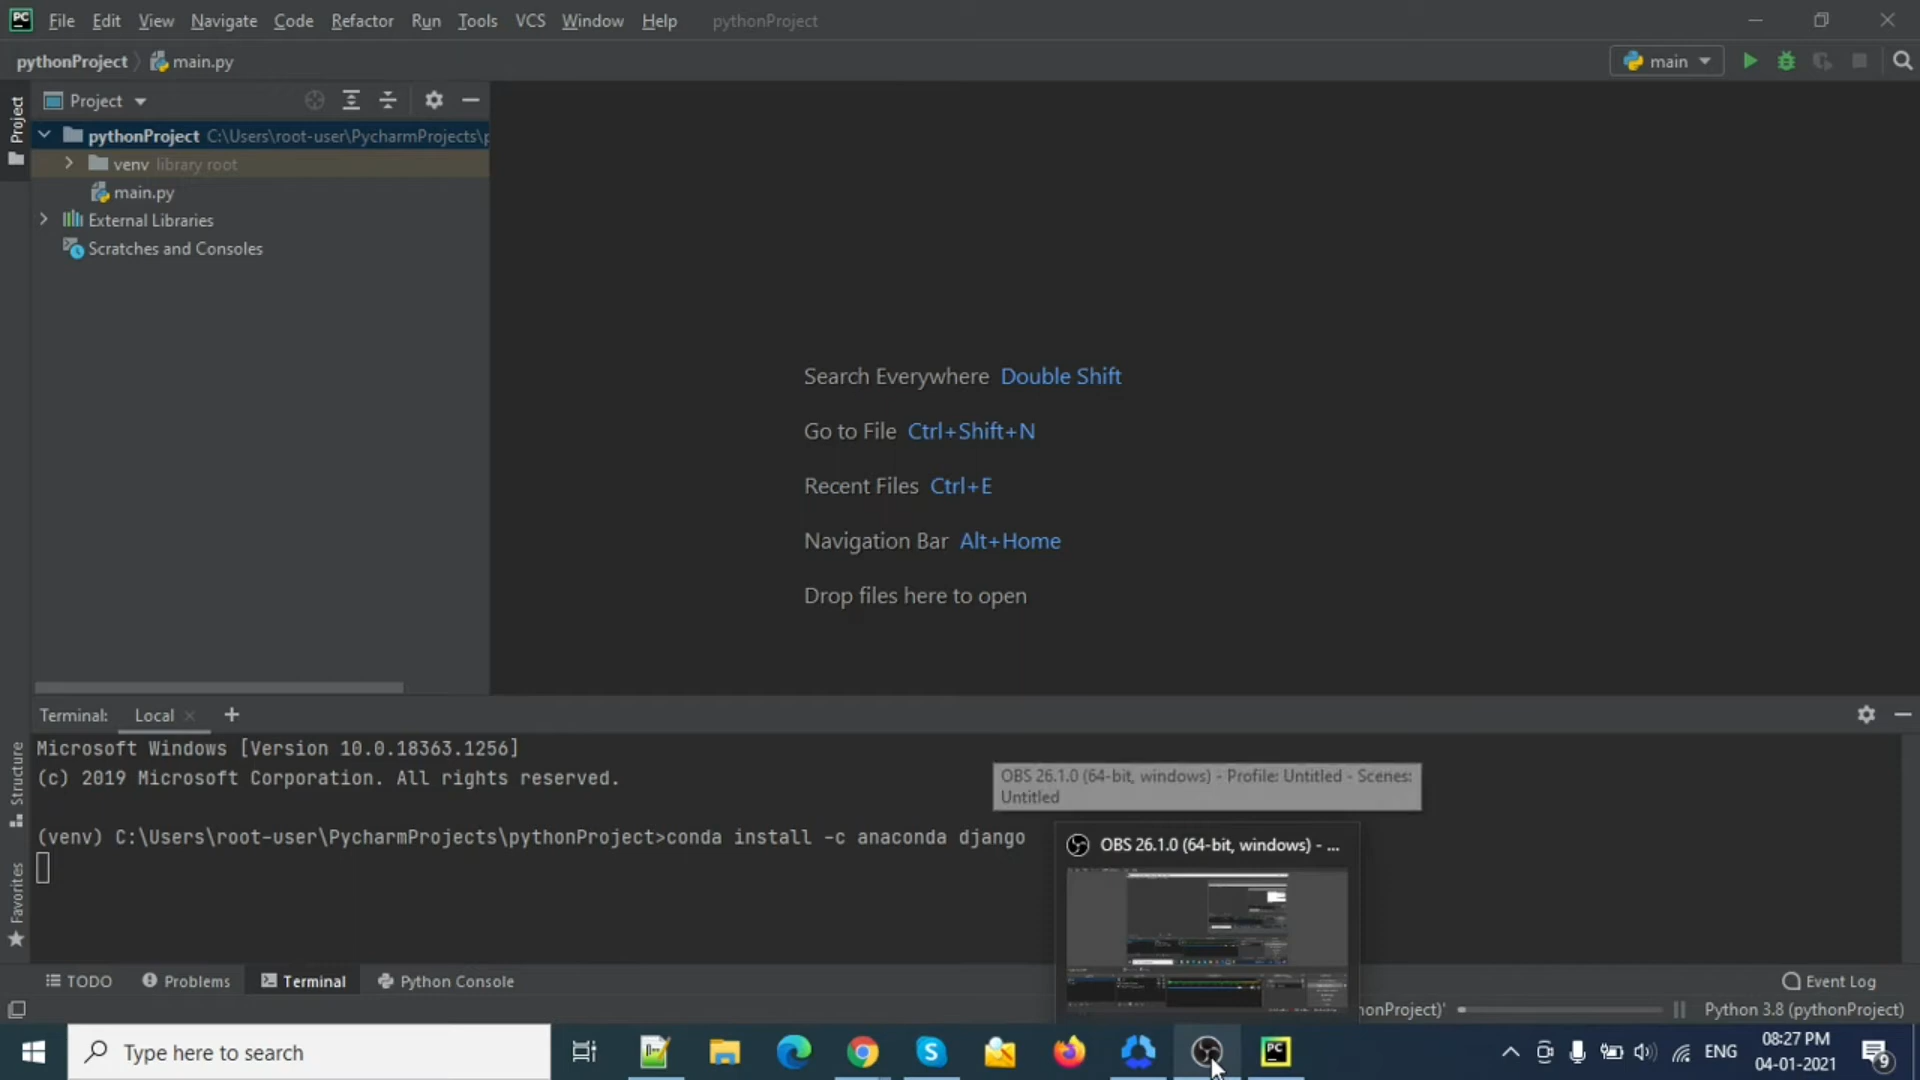 PC File Edit View Navigate Code Refactor Run Tools VCS Window Help pythonProject
pythonProject main.py main
Project
Project
pythonProject C:\Users\root-user\PycharmProjects\p
venv library root
main.py
External Libraries
Scratches and Consoles
Search Everywhere Double Shift
Go to File Ctrl+Shift+N
Recent Files Ctrl+E
Navigation Bar Alt+Home
Drop files here to open
Structure
Favorites
Terminal: Local
Microsoft Windows [Version 10.0.18363.1256]
(c) 2019 Microsoft Corporation. All rights reserved.
(venv) C:\Users\root-user\PycharmProjects\pythonProject>conda install -c anaconda django
OBS 26.1.0 (64-bit, windows) - Profile: Untitled - Scenes:
Untitled
OBS 26.1.0 (64-bit, windows) - ...
TODO Problems Terminal Python Console Event Log
honProject)' Python 3.8 (pythonProject)
Type here to search
PC
ENG
08:27 PM
04-01-2021
9